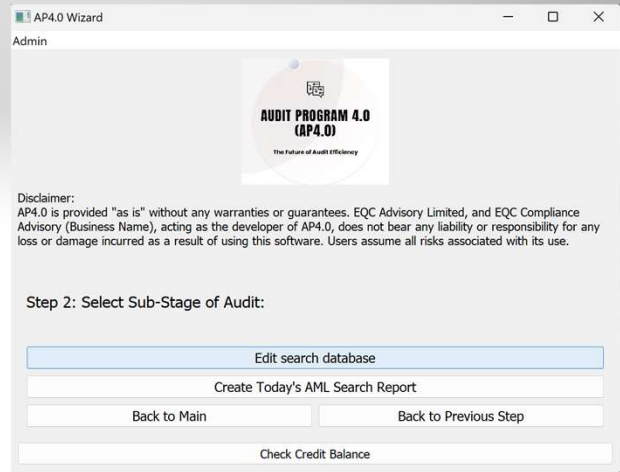 AP4.0 Wizard
Admin
AUDIT PROGRAM 4.0
(AP4.0)
The Future of Audit Efficiency
Disclaimer:
AP4.0 is provided "as is" without any warranties or guarantees. EQC Advisory Limited, and EQC Compliance
Advisory (Business Name), acting as the developer of AP4.0, does not bear any liability or responsibility for any
loss or damage incurred as a result of using this software. Users assume all risks associated with its use.
Step 2: Select Sub-Stage of Audit:
Edit search database
Create Today's AML Search Report
Back to Main
Back to Previous Step
Check Credit Balance